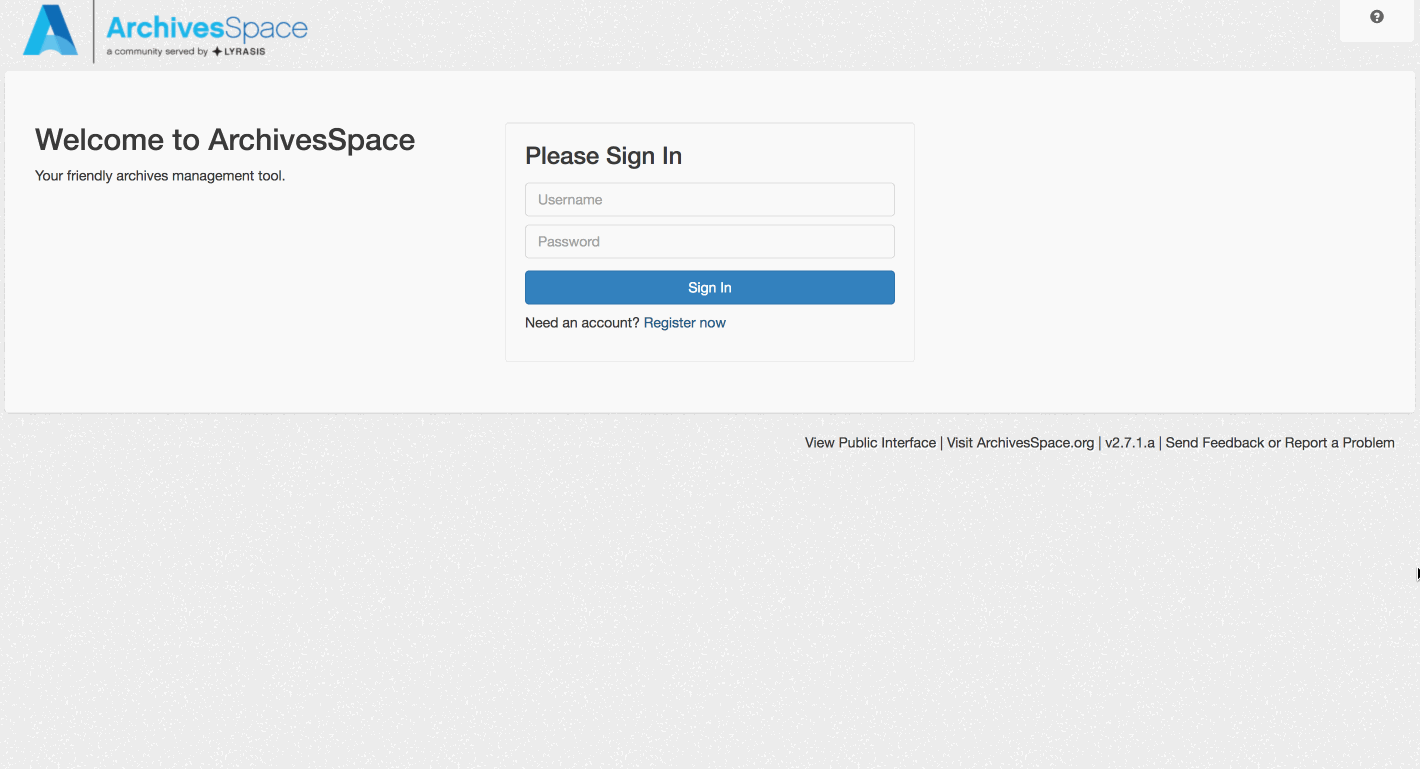 ArchivesSpace
a community served by LYRASIS
?
Welcome to ArchivesSpace
Your friendly archives management tool.
Please Sign In
Username
Password
Sign In
Need an account? Register now
View Public Interface | Visit ArchivesSpace.org | v2.7.1.a | Send Feedback or Report a Problem